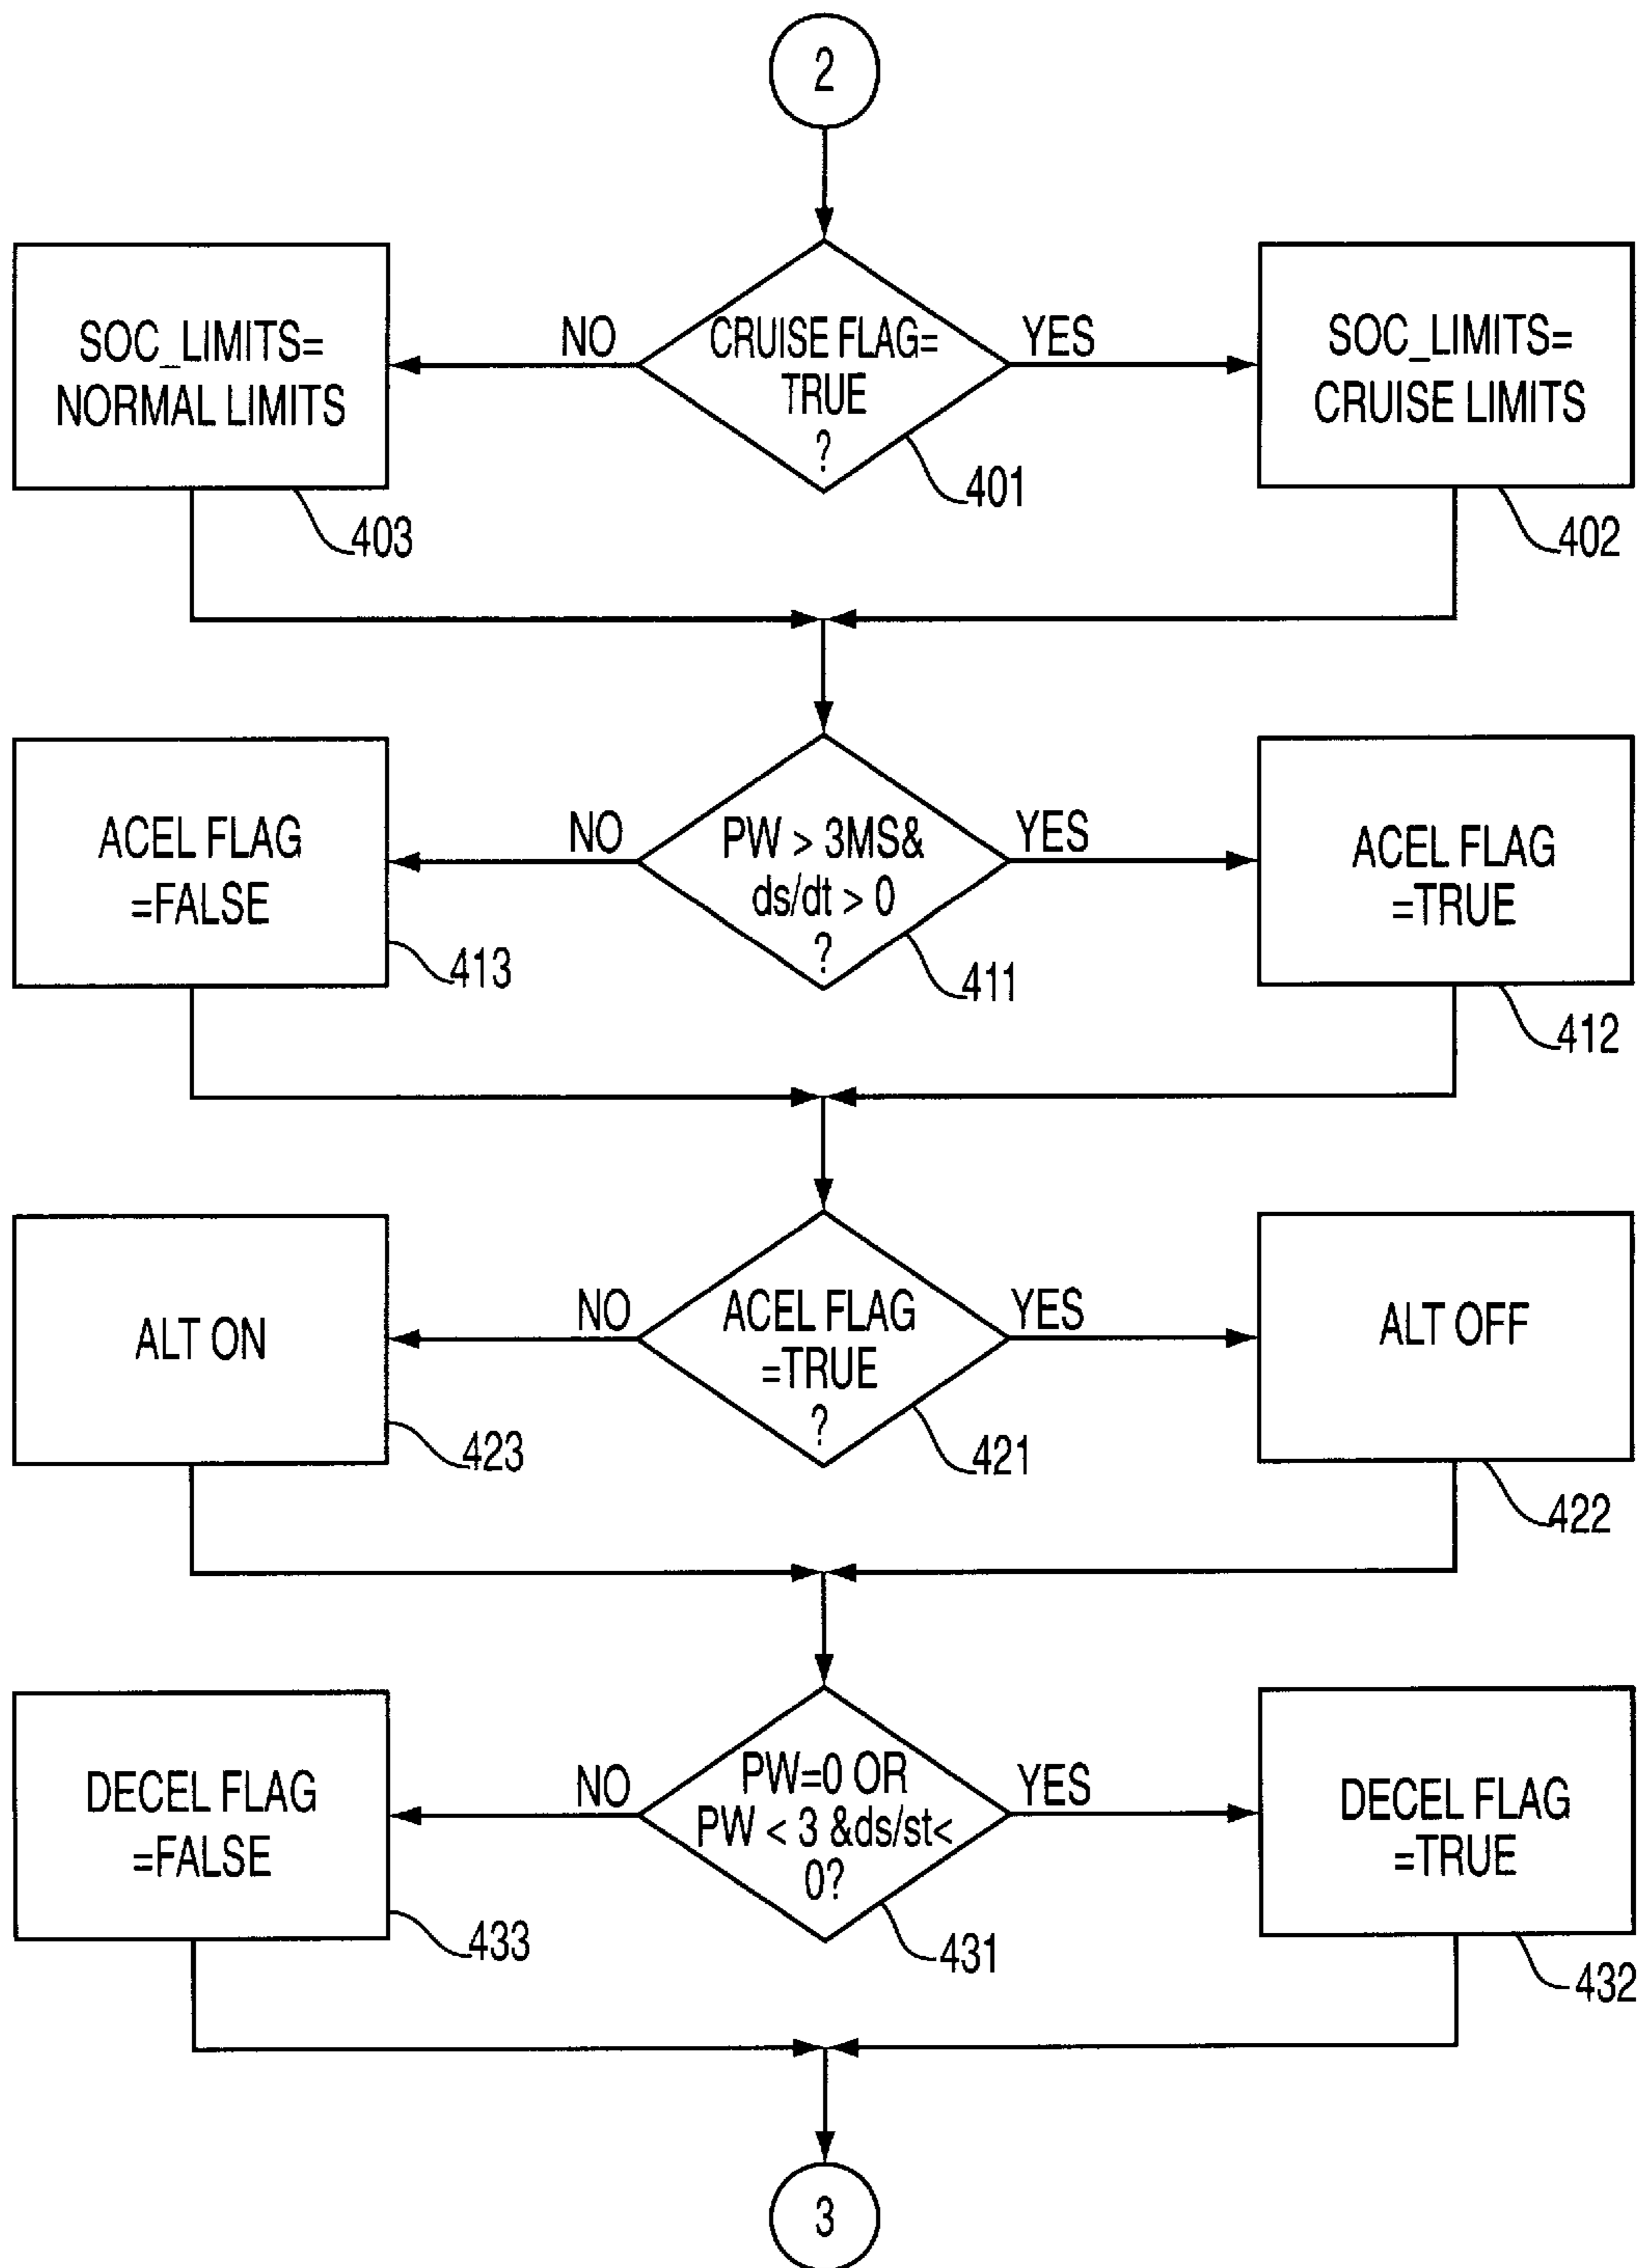 2
SOC_LIMITS=
NORMAL LIMITS
403
NO
CRUISE FLAG=
TRUE
?
401
YES
SOC_LIMITS=
CRUISE LIMITS
402
ACEL FLAG
=FALSE
413
NO
PW > 3MS&
ds/dt > 0
?
411
YES
ACEL FLAG
=TRUE
412
ALT ON
423
NO
ACEL FLAG
=TRUE
?
421
YES
ALT OFF
422
DECEL FLAG
=FALSE
433
NO
PW=0 OR
PW < 3 &ds/st<
0?
431
YES
DECEL FLAG
=TRUE
432
3